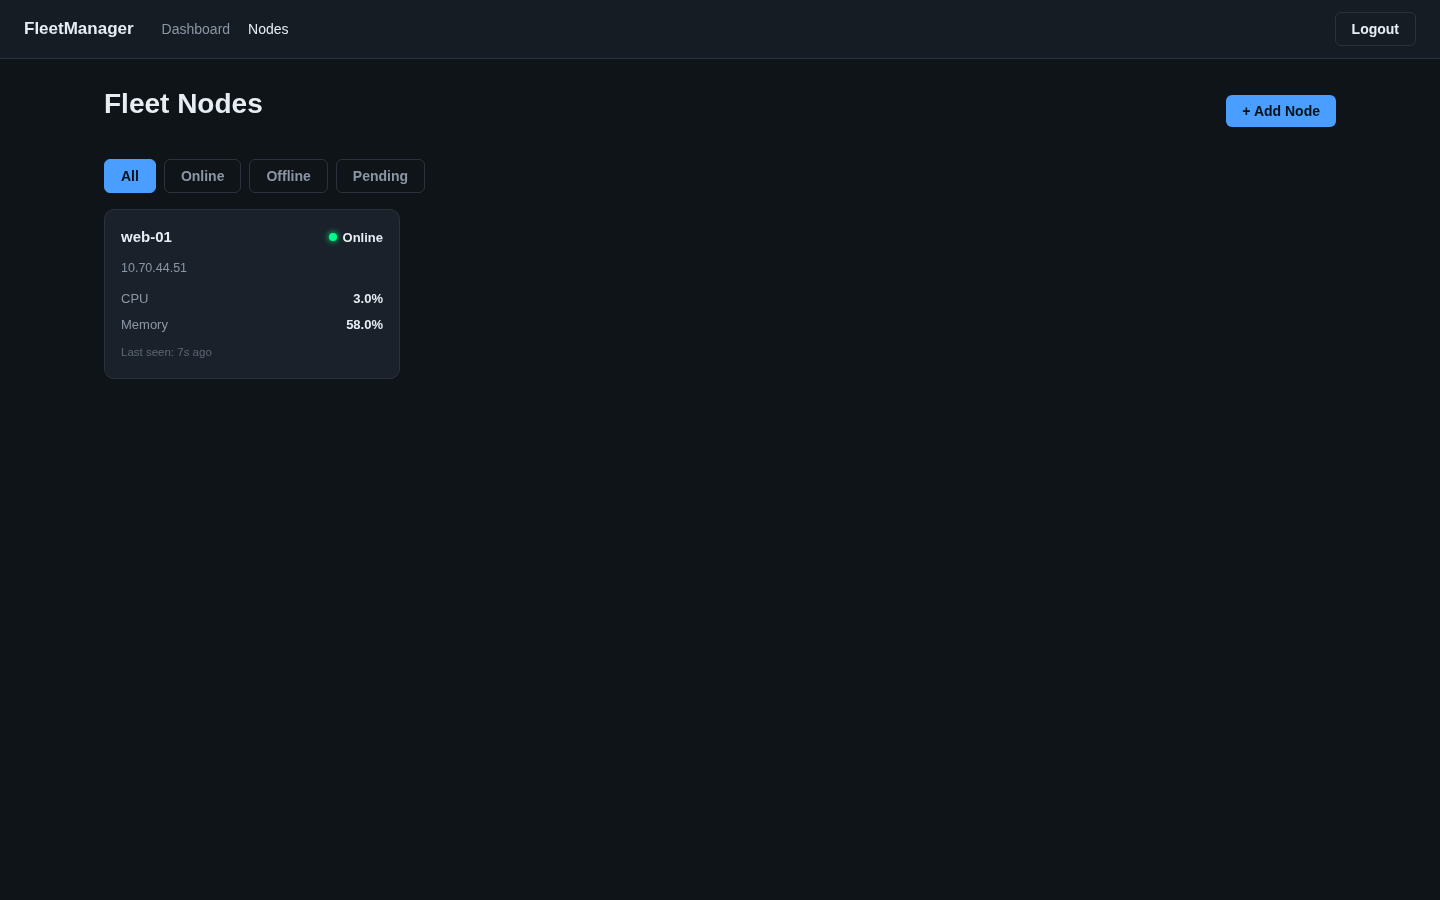 FleetManager Dashboard Nodes Logout
Fleet Nodes
+ Add Node
All Online Offline Pending
web-01 Online
10.70.44.51
CPU 3.0%
Memory 58.0%
Last seen: 7s ago